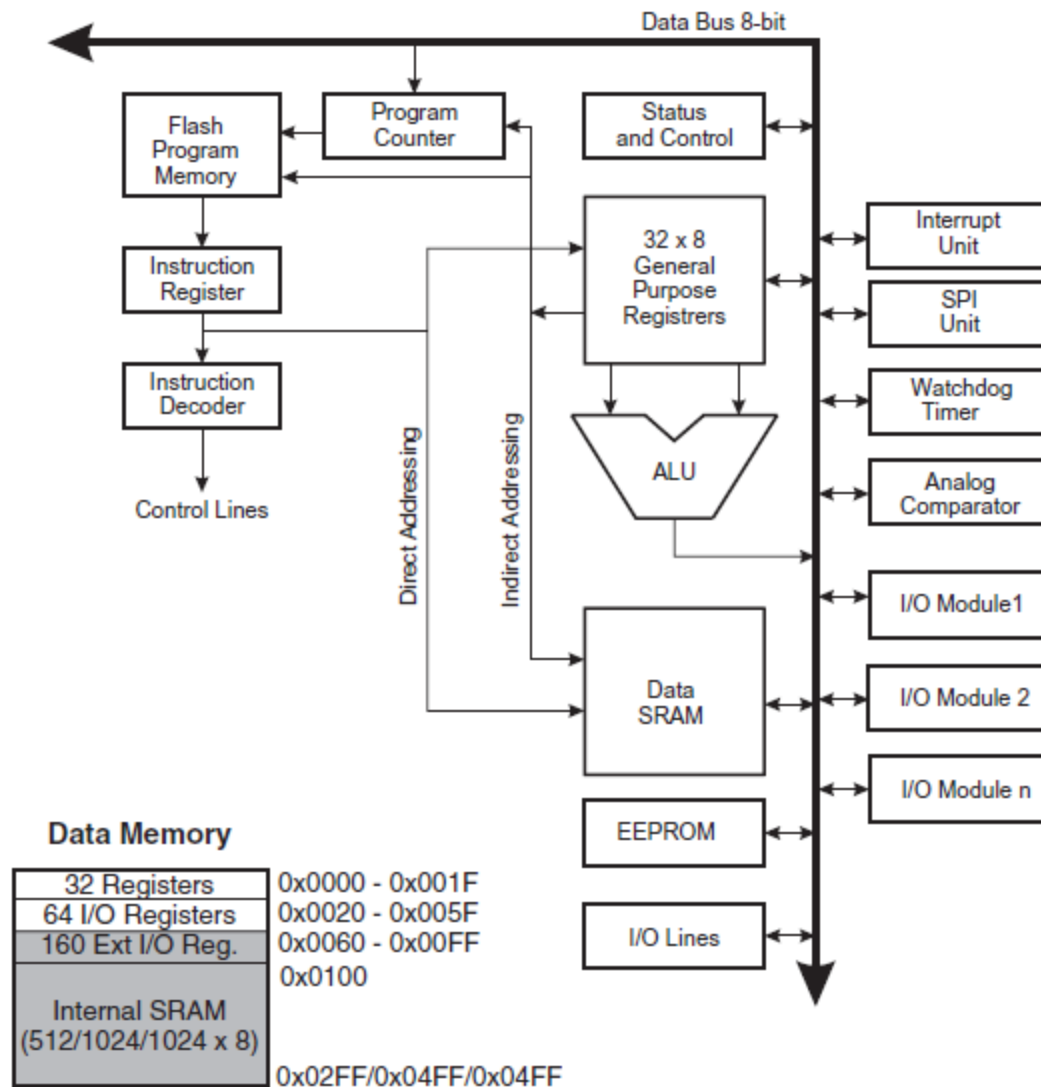 Data Bus 8-bit
Flash
Program
Memory
Program
Counter
Status
and Control
Instruction
Register
32 x 8
General
Purpose
Registrers
Interrupt
Unit
SPI
Unit
Instruction
Decoder
Watchdog
Timer
Control Lines
Direct Addressing
Indirect Addressing
ALU
Analog
Comparator
I/O Module1
Data
SRAM
I/O Module 2
I/O Module n
EEPROM
I/O Lines
Data Memory
32 Registers 0x0000 - 0x001F
64 I/O Registers 0x0020 - 0x005F
160 Ext I/O Reg. 0x0060 - 0x00FF
0x0100
Internal SRAM
(512/1024/1024 x 8)
0x02FF/0x04FF/0x04FF